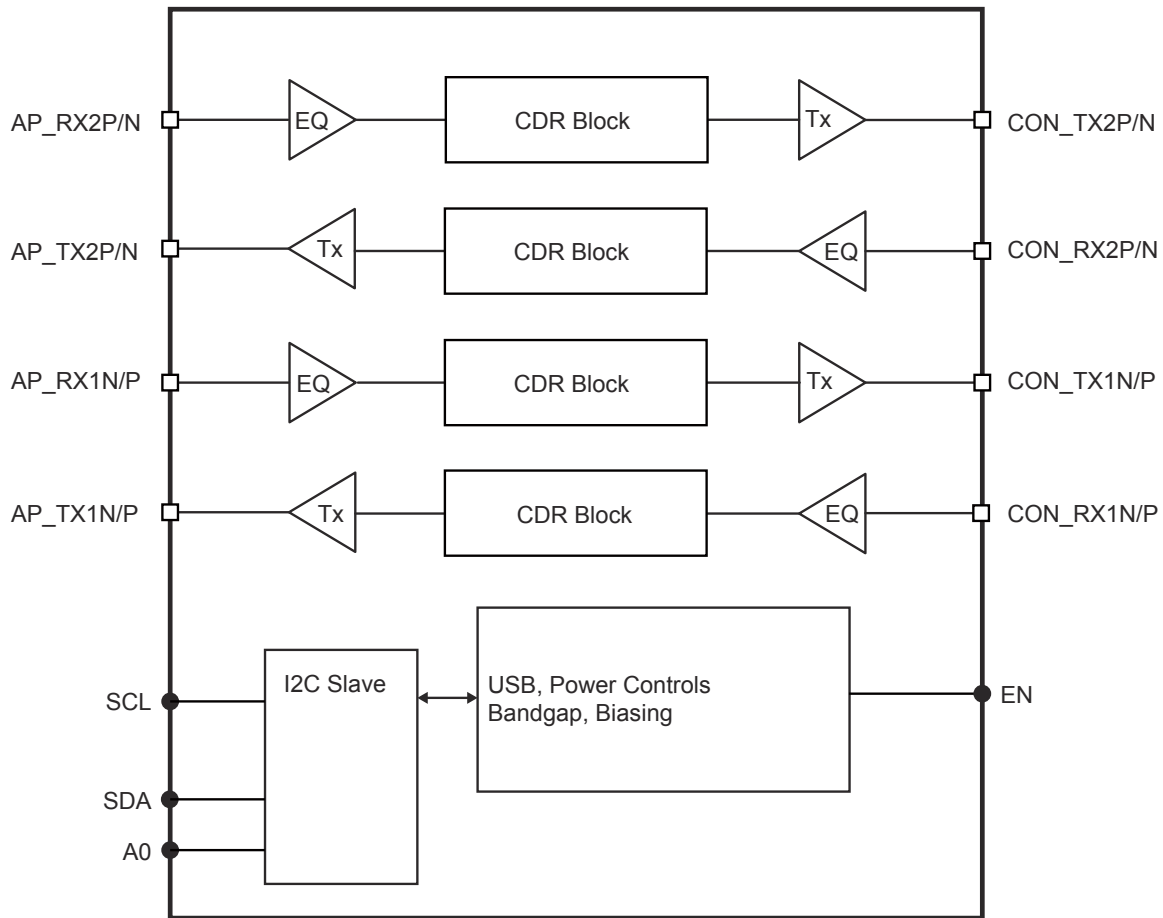 AP_RX2P/N
EQ
CDR Block
Tx
CON_TX2P/N
AP_TX2P/N
Tx
CDR Block
EQ
CON_RX2P/N
AP_RX1N/P
EQ
CDR Block
Tx
CON_TX1N/P
AP_TX1N/P
Tx
CDR Block
EQ
CON_RX1N/P
I2C Slave
USB, Power Controls
Bandgap, Biasing
SCL
EN
SDA
A0